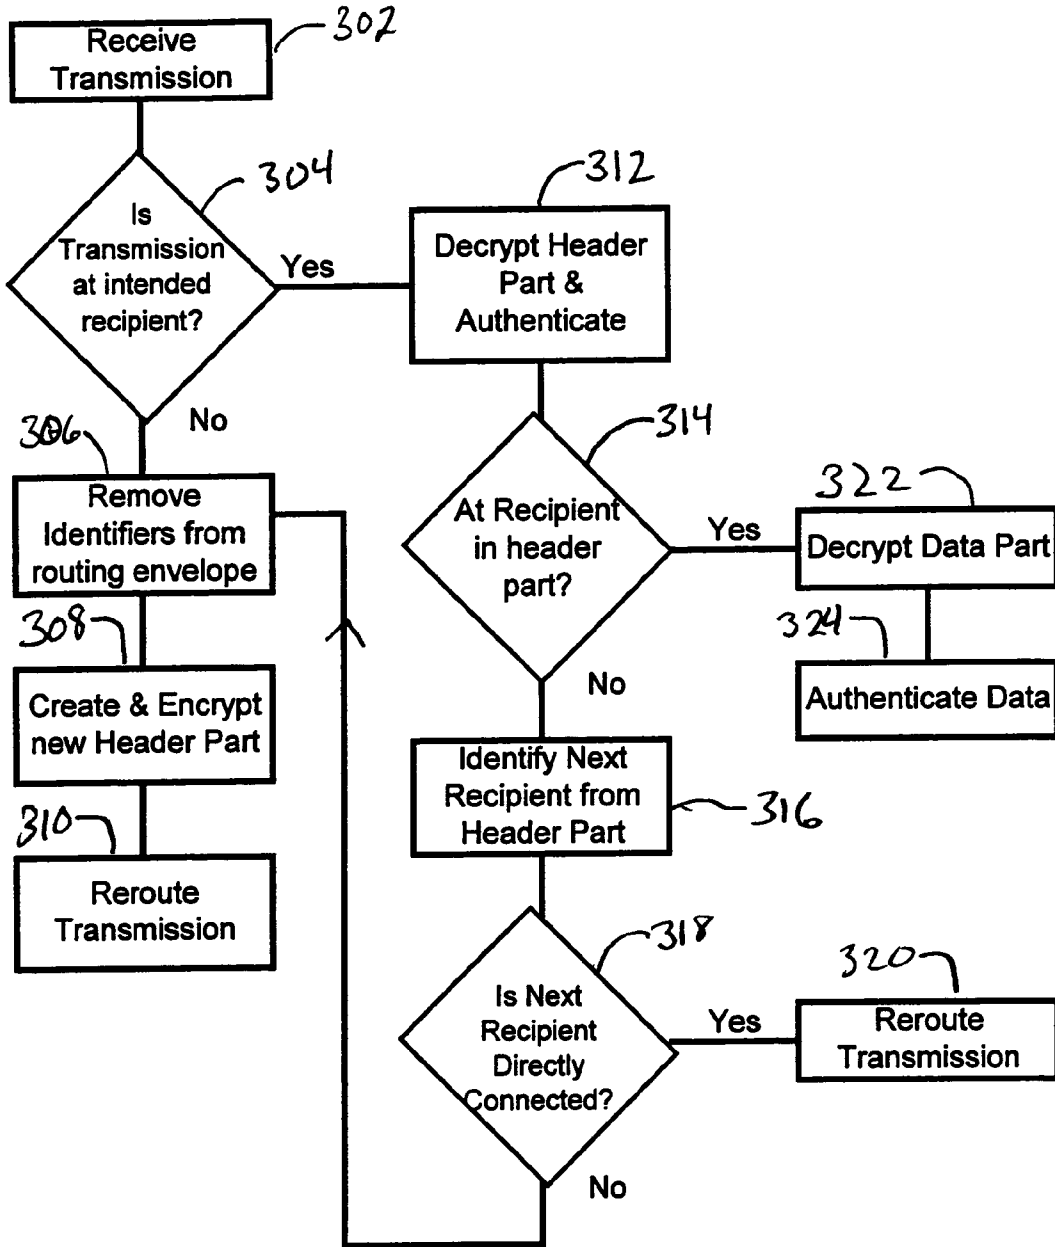 Receive
Transmission
302
Is
Transmission
at intended
recipient?
304
Yes
No
312
Decrypt Header
Part &
Authenticate
306
Remove
Identifiers from
routing envelope
308
Create & Encrypt
new Header Part
310
Reroute
Transmission
314
At Recipient
in header
part?
Yes
No
322
Decrypt Data Part
324
Authenticate Data
Identify Next
Recipient from
Header Part
316
318
Is Next
Recipient
Directly
Connected?
Yes
No
320
Reroute
Transmission